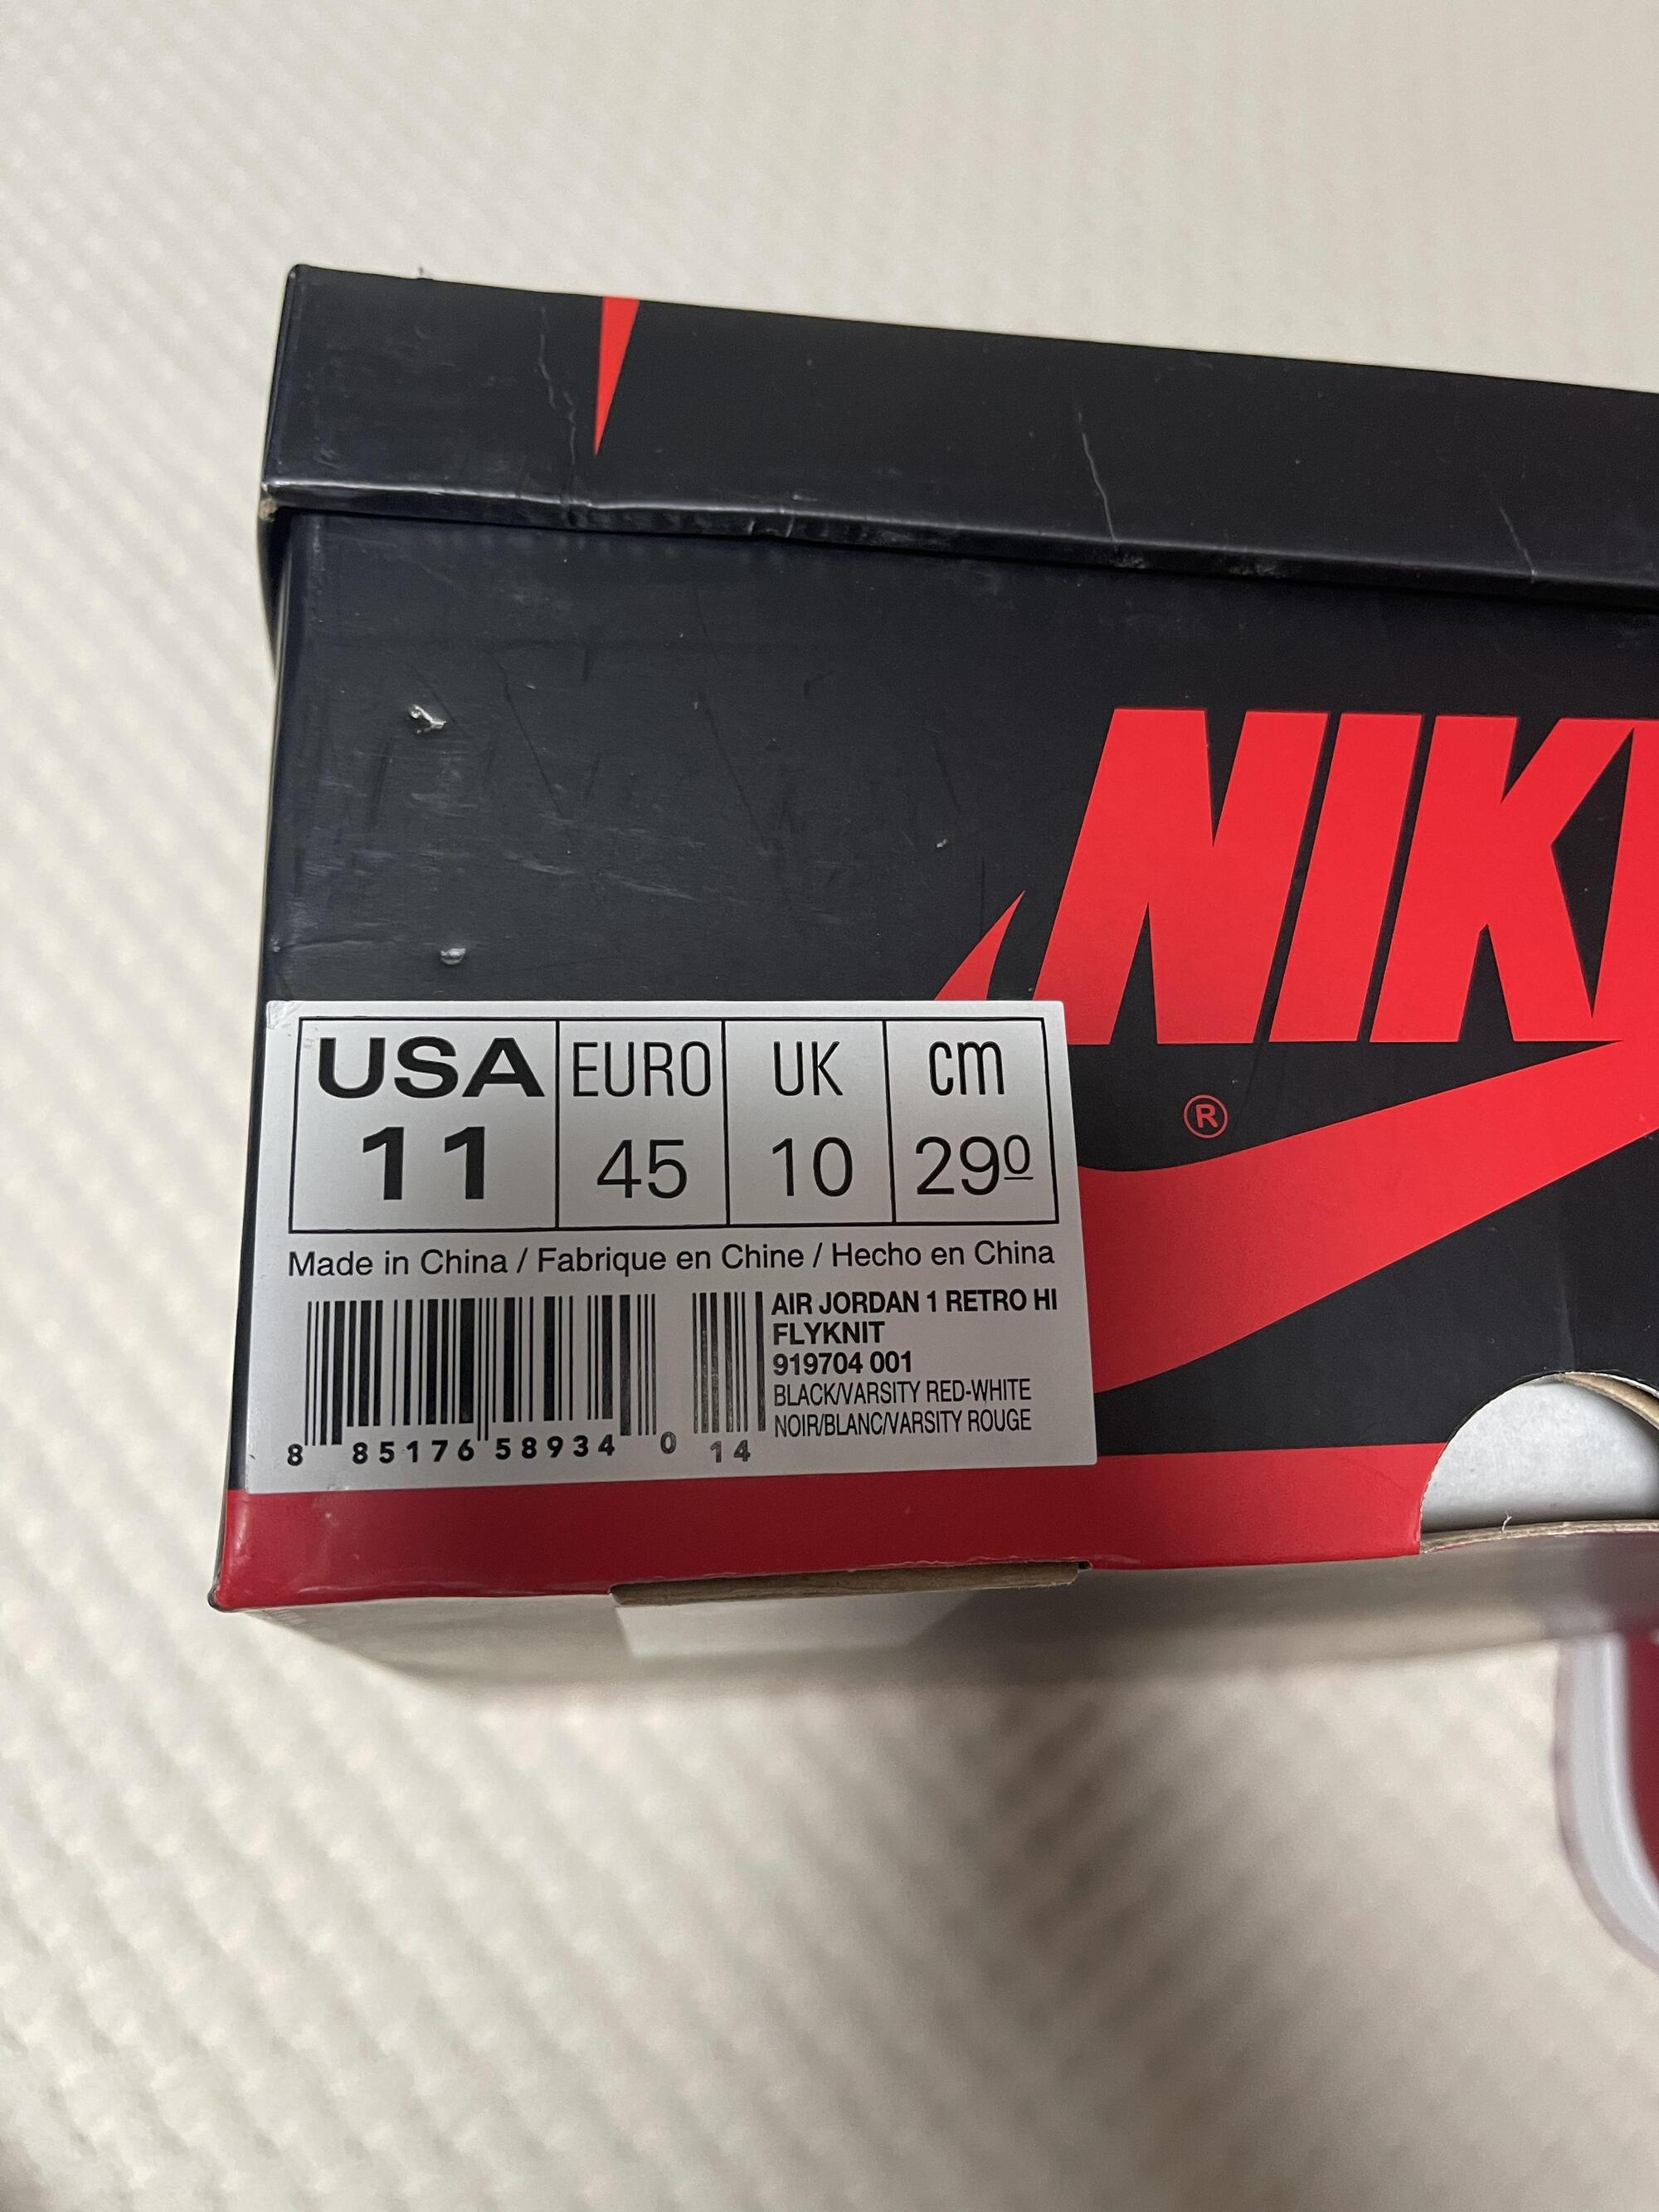 NIK
®
USA EURO UK cm
11 45 10 290
Made in China / Fabrique en Chine / Hecho en China
AIR JORDAN 1 RETRO HI
FLYKNIT
919704 001
BLACK/VARSITY RED-WHITE
NOIR/BLANC/VARSITY ROUGE
8 85176 58934 0 14